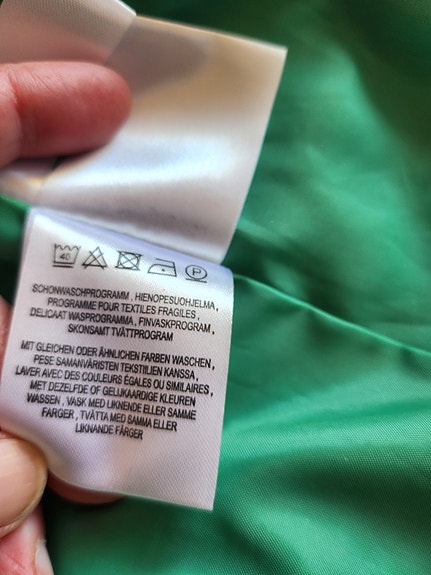 40 P
SCHONWASCHPROGRAMM, HIENOPESUOHJELMA,
PROGRAMME POUR TEXTILES FRAGILES,
DELICAAT WASPROGRAMMA, FINVASKPROGRAM,
SKONSAMT TVÄTTPROGRAM
MIT GLEICHEN ODER ÄHNLICHEN FARBEN WASCHEN,
PESE SAMANVÄRISTEN TEKSTIILIEN KANSSA,
LAVER AVEC DES COULEURS ÉGALES OU SIMILAIRES,
MET DEZELFDE OF GELIJKAARDIGE KLEUREN
WASSEN, VASK MED LIKNENDE ELLER SAMME
FARGER, TVÄTTA MED SAMMA ELLER
LIKNANDE FÄRGER